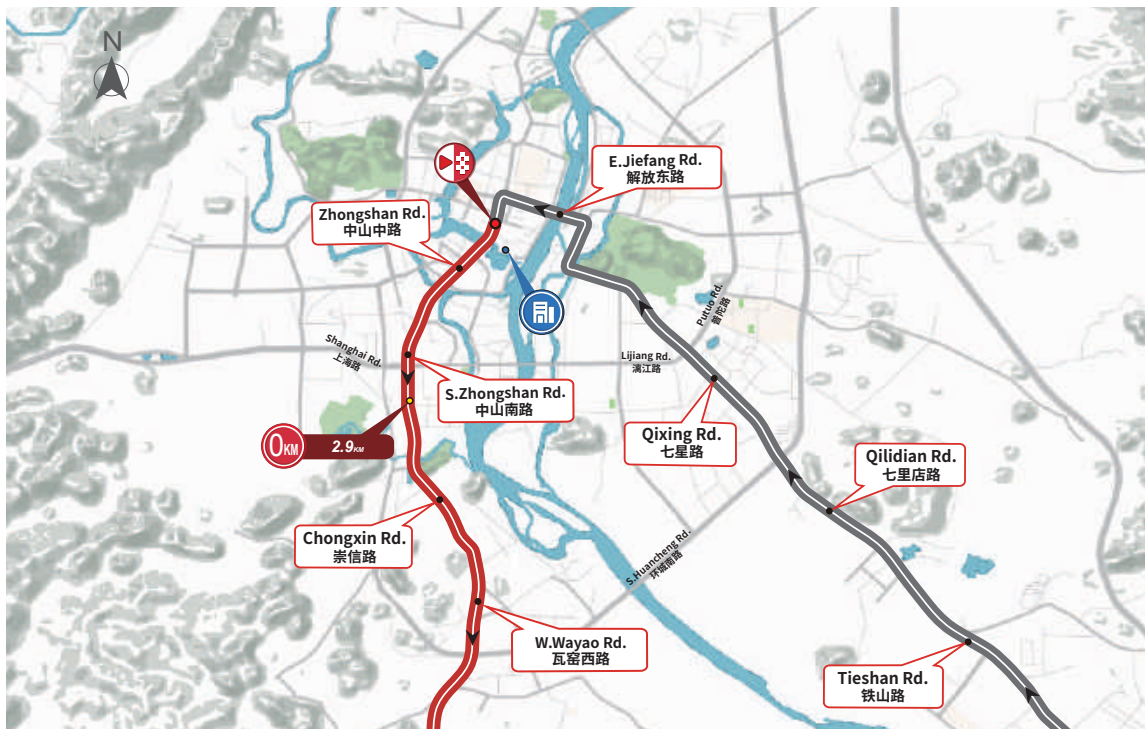 N
E.Jiefang Rd.
解放东路
Zhongshan Rd.
中山中路
Putuo Rd.
普陀路
Shanghai Rd.
上海路
Lijiang Rd.
漓江路
S.Zhongshan Rd.
中山南路
Qixing Rd.
七星路
0KM
2.9KM
Qilidian Rd.
七里店路
Chongxin Rd.
崇信路
S.Huancheng Rd.
环城南路
W.Wayao Rd.
瓦窑西路
Tieshan Rd.
铁山路